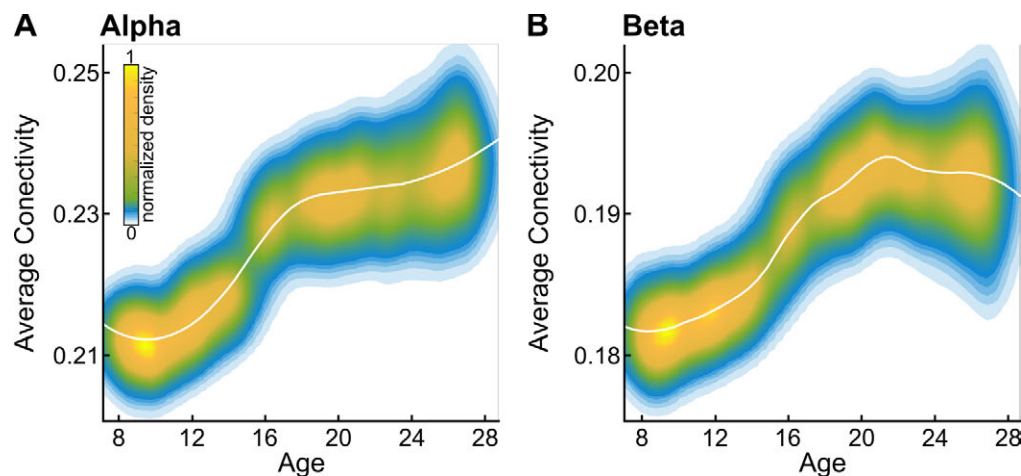 A Alpha
0.25
0.23
0.21
Average Conectivity
1
normalized density
0
8 12 16 20 24 28
Age
B Beta
0.20
0.19
0.18
Average Conectivity
8 12 16 20 24 28
Age